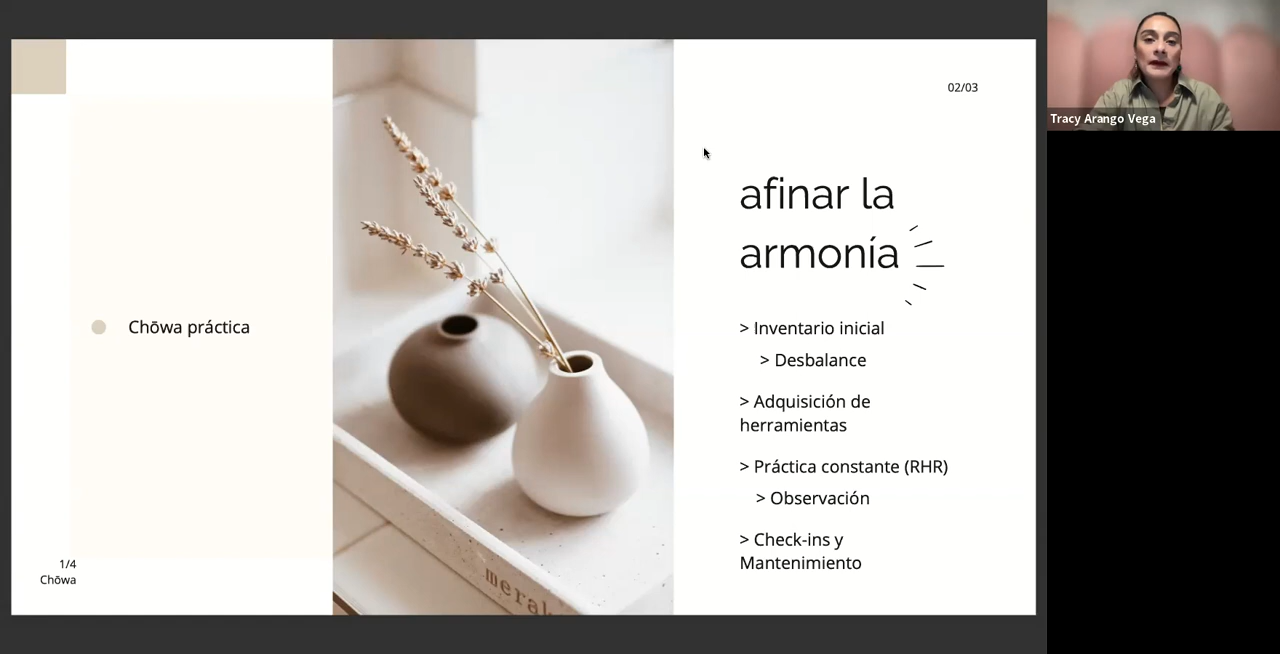 02/03
afinar la
armonía
Chōwa práctica
> Inventario inicial
> Desbalance
> Adquisición de
herramientas
> Práctica constante (RHR)
> Observación
> Check-ins y
Mantenimiento
1/4
Chōwa
merak
Tracy Arango Vega